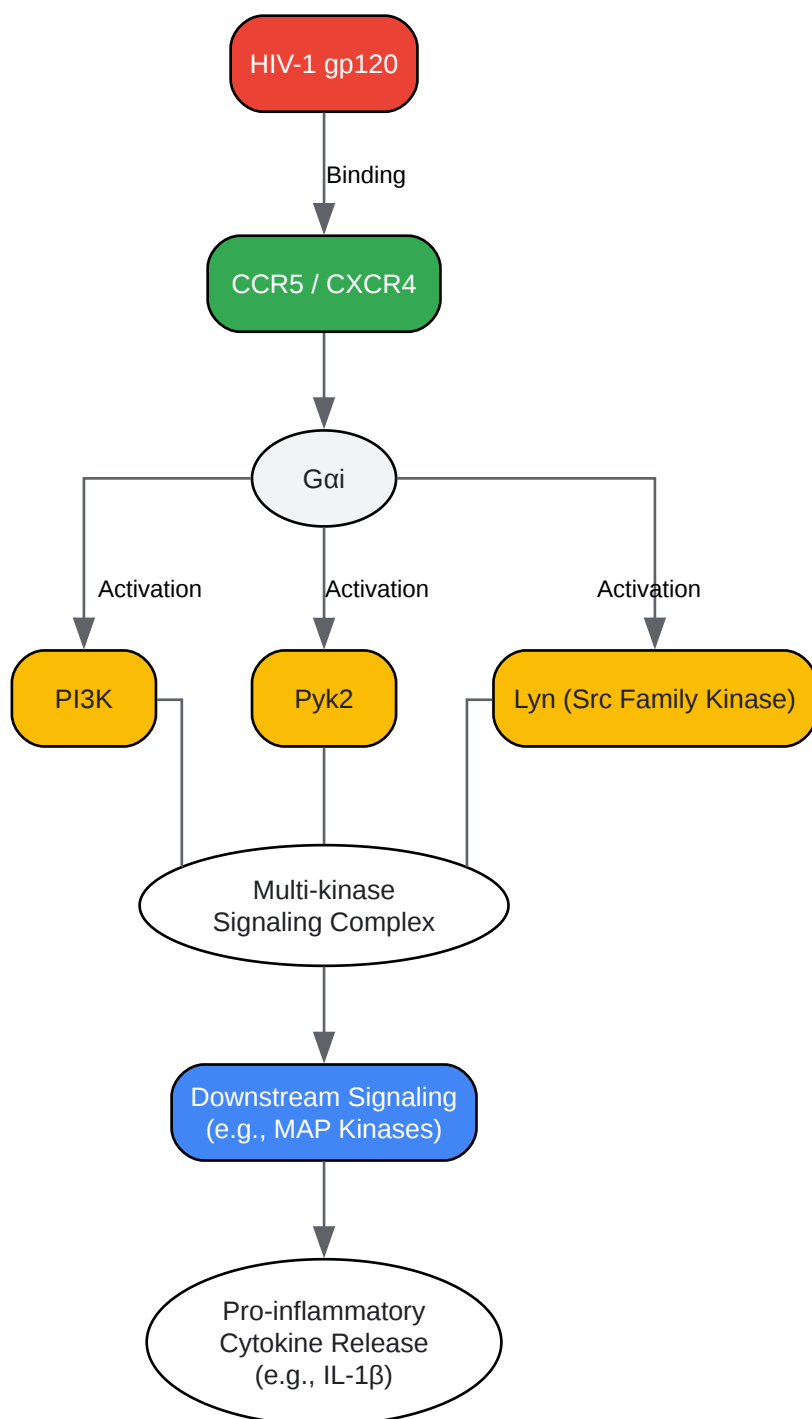 HIV-1 gp120
Binding
CCR5 / CXCR4
Gαi
Activation
Activation
Activation
PI3K
Pyk2
Lyn (Src Family Kinase)
Multi-kinase
Signaling Complex
Downstream Signaling
(e.g., MAP Kinases)
Pro-inflammatory
Cytokine Release
(e.g., IL-1β)